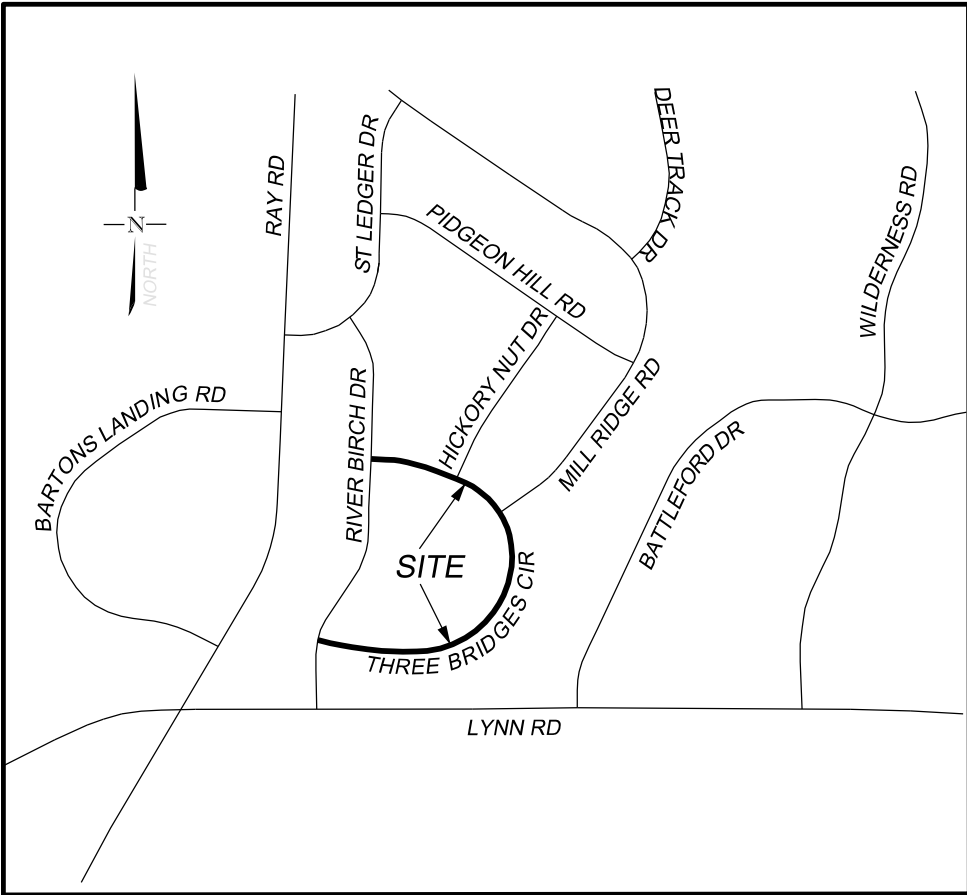 DEER TRACK DR
ST LEDGER DR
RAY RD
WILDERNESS RD
PIDGEON HILL RD
N
NORTH
HICKORY NUT DR
MILL RIDGE RD
BARTONS LANDING RD
RIVER BIRCH DR
BATTLEFORD DR
SITE
THREE BRIDGES CIR
LYNN RD